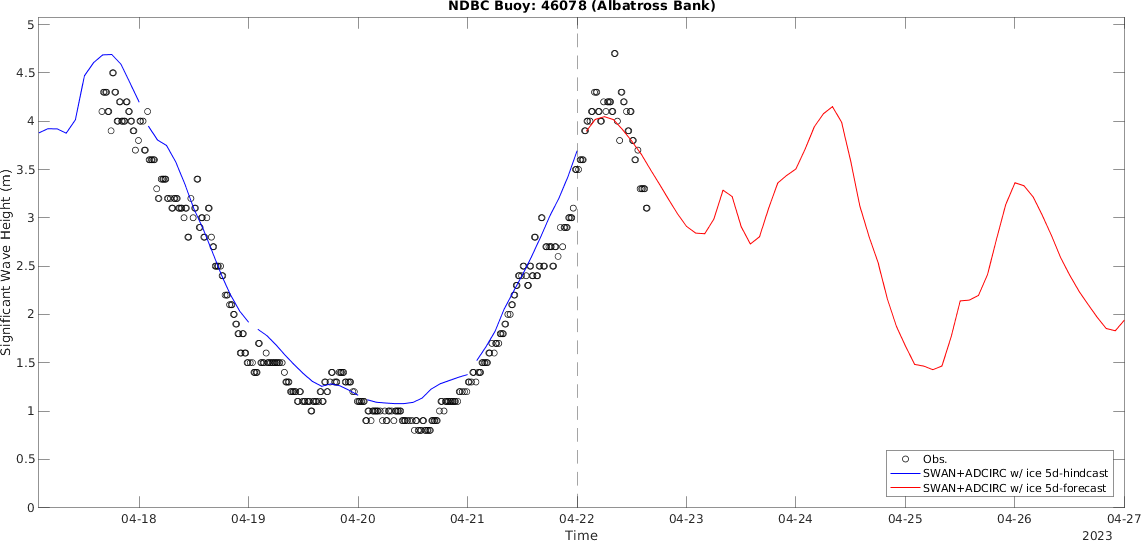 NDBC Buoy: 46078 (Albatross Bank)
5
4.5
4
3.5
3
2.5
2
1.5
1
0.5
0
Significant Wave Height (m)
Obs.
SWAN+ADCIRC w/ ice 5d-hindcast
SWAN+ADCIRC w/ ice 5d-forecast
04-18 04-19 04-20 04-21 04-22 04-23 04-24 04-25 04-26 04-27
Time
2023